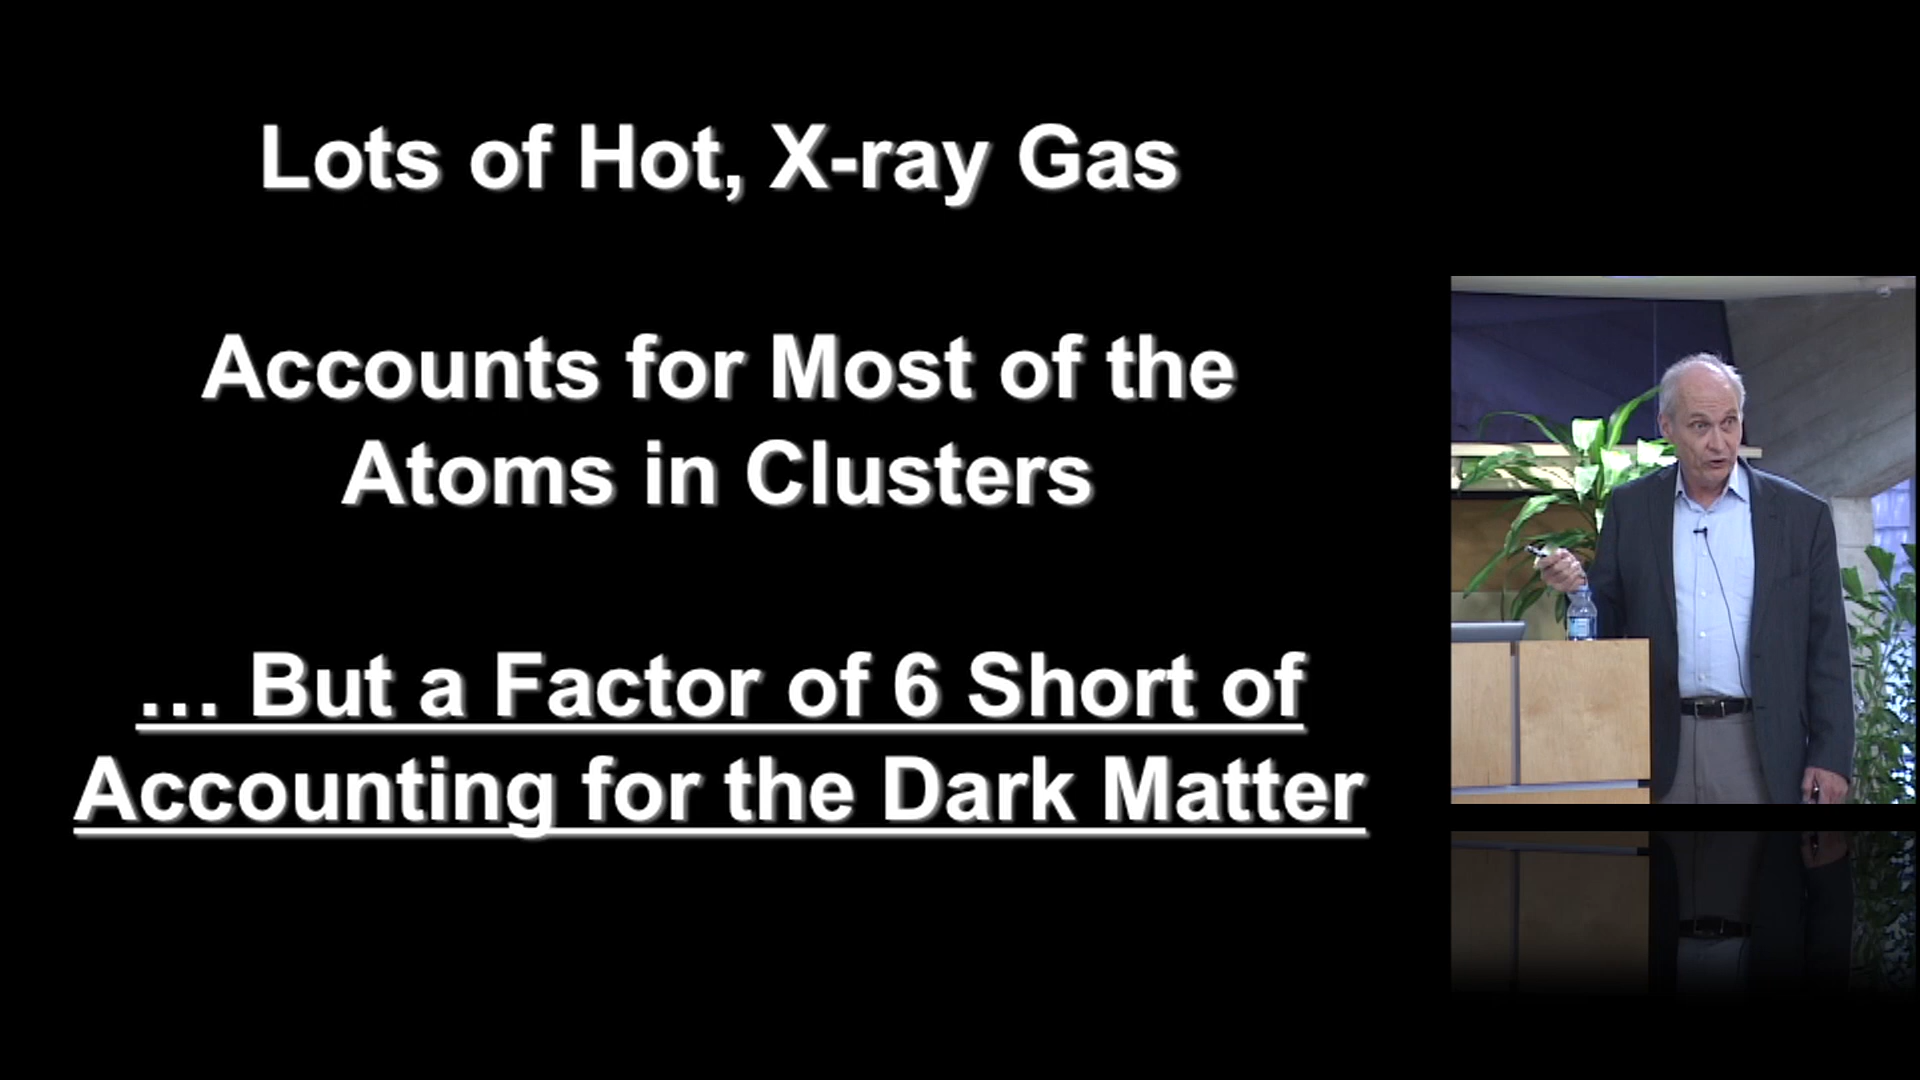 Lots of Hot, X-ray Gas
Accounts for Most of the
Atoms in Clusters
… But a Factor of 6 Short of
Accounting for the Dark Matter